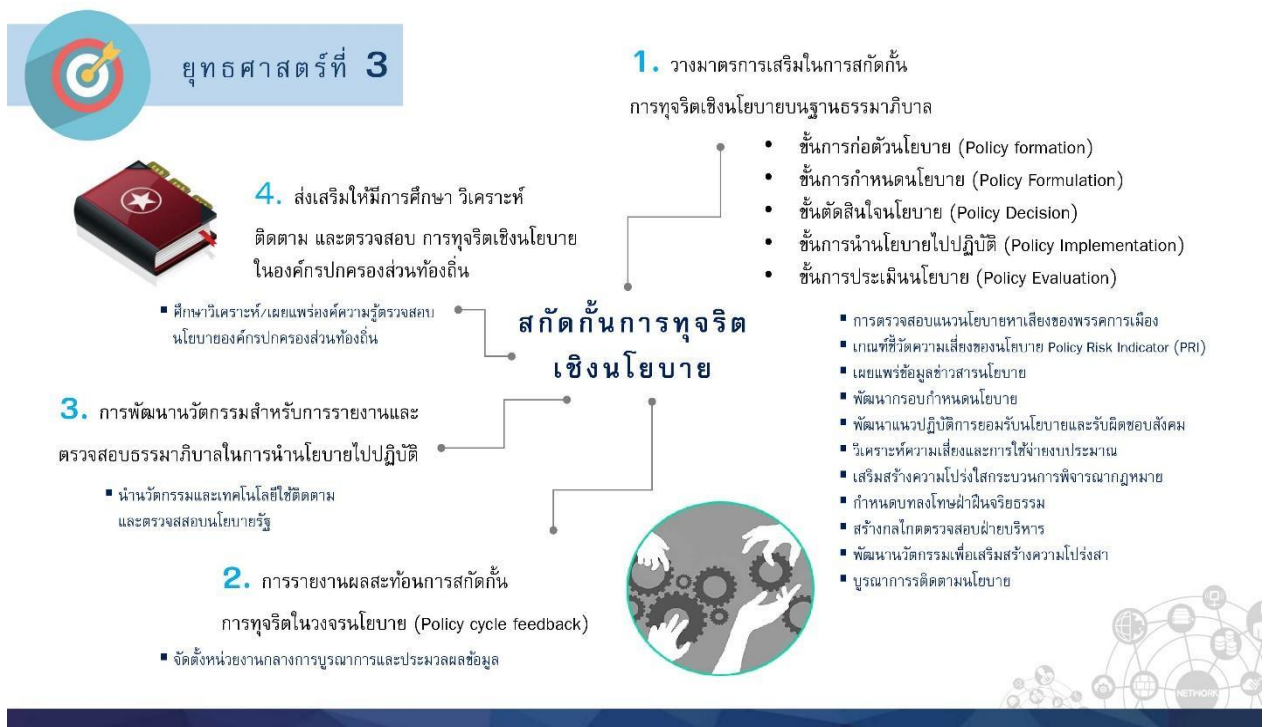 ยุทธศาสตร์ที่ 3
1. วางมาตรการเสริมในการสกัดกั้น
การทุจริตเชิงนโยบายบนฐานธรรมาภิบาล
• ขั้นการก่อตัวนโยบาย (Policy formation)
• ขั้นการกำหนดนโยบาย (Policy Formulation)
• ขั้นตัดสินใจนโยบาย (Policy Decision)
• ขั้นการนำนโยบายไปปฏิบัติ (Policy Implementation)
• ขั้นการประเมินนโยบาย (Policy Evaluation)
▪ การตรวจสอบแนวนโยบายหาเสียงของพรรคการเมือง
▪ เกณฑ์ชี้วัดความเสี่ยงของนโยบาย Policy Risk Indicator (PRI)
▪ เผยแพร่ข้อมูลข่าวสารนโยบาย
▪ พัฒนากรอบกำหนดนโยบาย
▪ พัฒนาแนวปฏิบัติการยอมรับนโยบายและรับผิดชอบสังคม
▪ วิเคราะห์ความเสี่ยงและการใช้จ่ายงบประมาณ
▪ เสริมสร้างความโปร่งใสกระบวนการพิจารณากฎหมาย
▪ กำหนดบทลงโทษฝ่าฝืนจริยธรรม
▪ สร้างกลไกตตรวจสอบฝ่ายบริหาร
▪ พัฒนานวัตกรรมเพื่อเสริมสร้างความโปร่งสา
▪ บูรณาการรติดตามนโยบาย
4. ส่งเสริมให้มีการศึกษา วิเคราะห์
ติดตาม และตรวจสอบ การทุจริตเชิงนโยบาย
ในองค์กรปกครองส่วนท้องถิ่น
▪ ศึกษาวิเคราะห์/เผยแพร่องค์ความรู้ตรวจสอบ
นโยบายองค์กรปกครองส่วนท้องถิ่น
สกัดกั้นการทุจริต
เชิงนโยบาย
3. การพัฒนานวัตกรรมสำหรับการรายงานและ
ตรวจสอบธรรมาภิบาลในการนำนโยบายไปปฏิบัติ
▪ นำนวัตกรรมและเทคโนโลยีใช้ติดตาม
และตรวจสสอบนโยบายรัฐ
2. การรายงานผลสะท้อนการสกัดกั้น
การทุจริตในวงจรนโยบาย (Policy cycle feedback)
▪ จัดตั้งหน่วยงานกลางการบูรณาการและประมวลผลข้อมูล
NETWORK